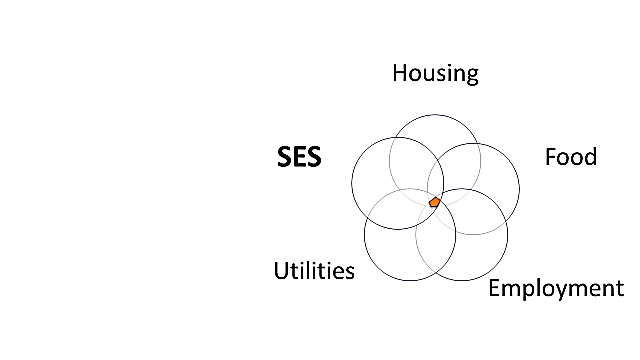 Housing
SES
Food
Utilities
Employment